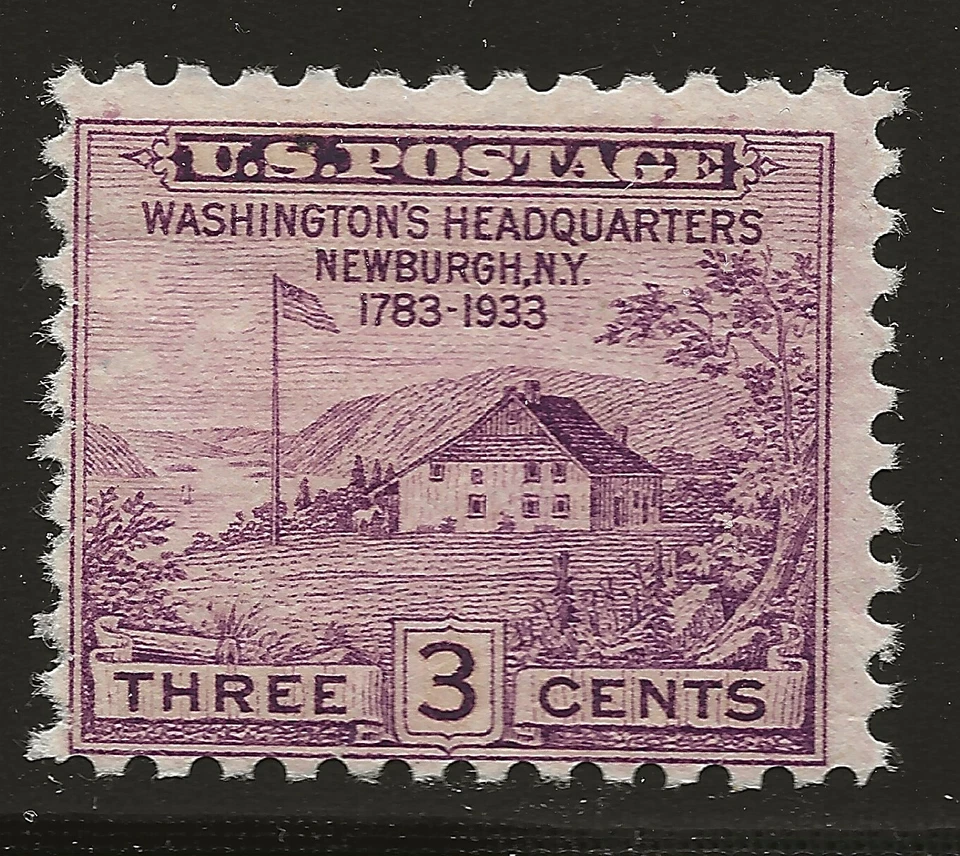 U.S. POSTAGE
WASHINGTON'S HEADQUARTERS
NEWBURGH, N.Y.
1783-1933
THREE 3 CENTS